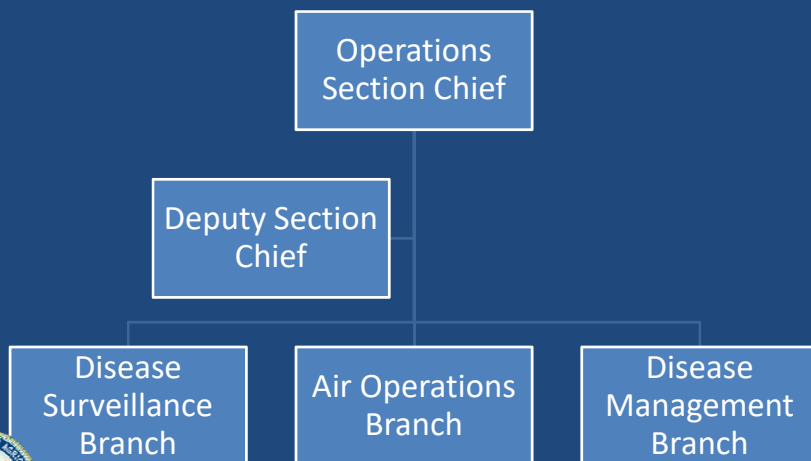 Operations
Section Chief
Deputy Section
Chief
Disease
Surveillance
Branch
Air Operations
Branch
Disease
Management
Branch